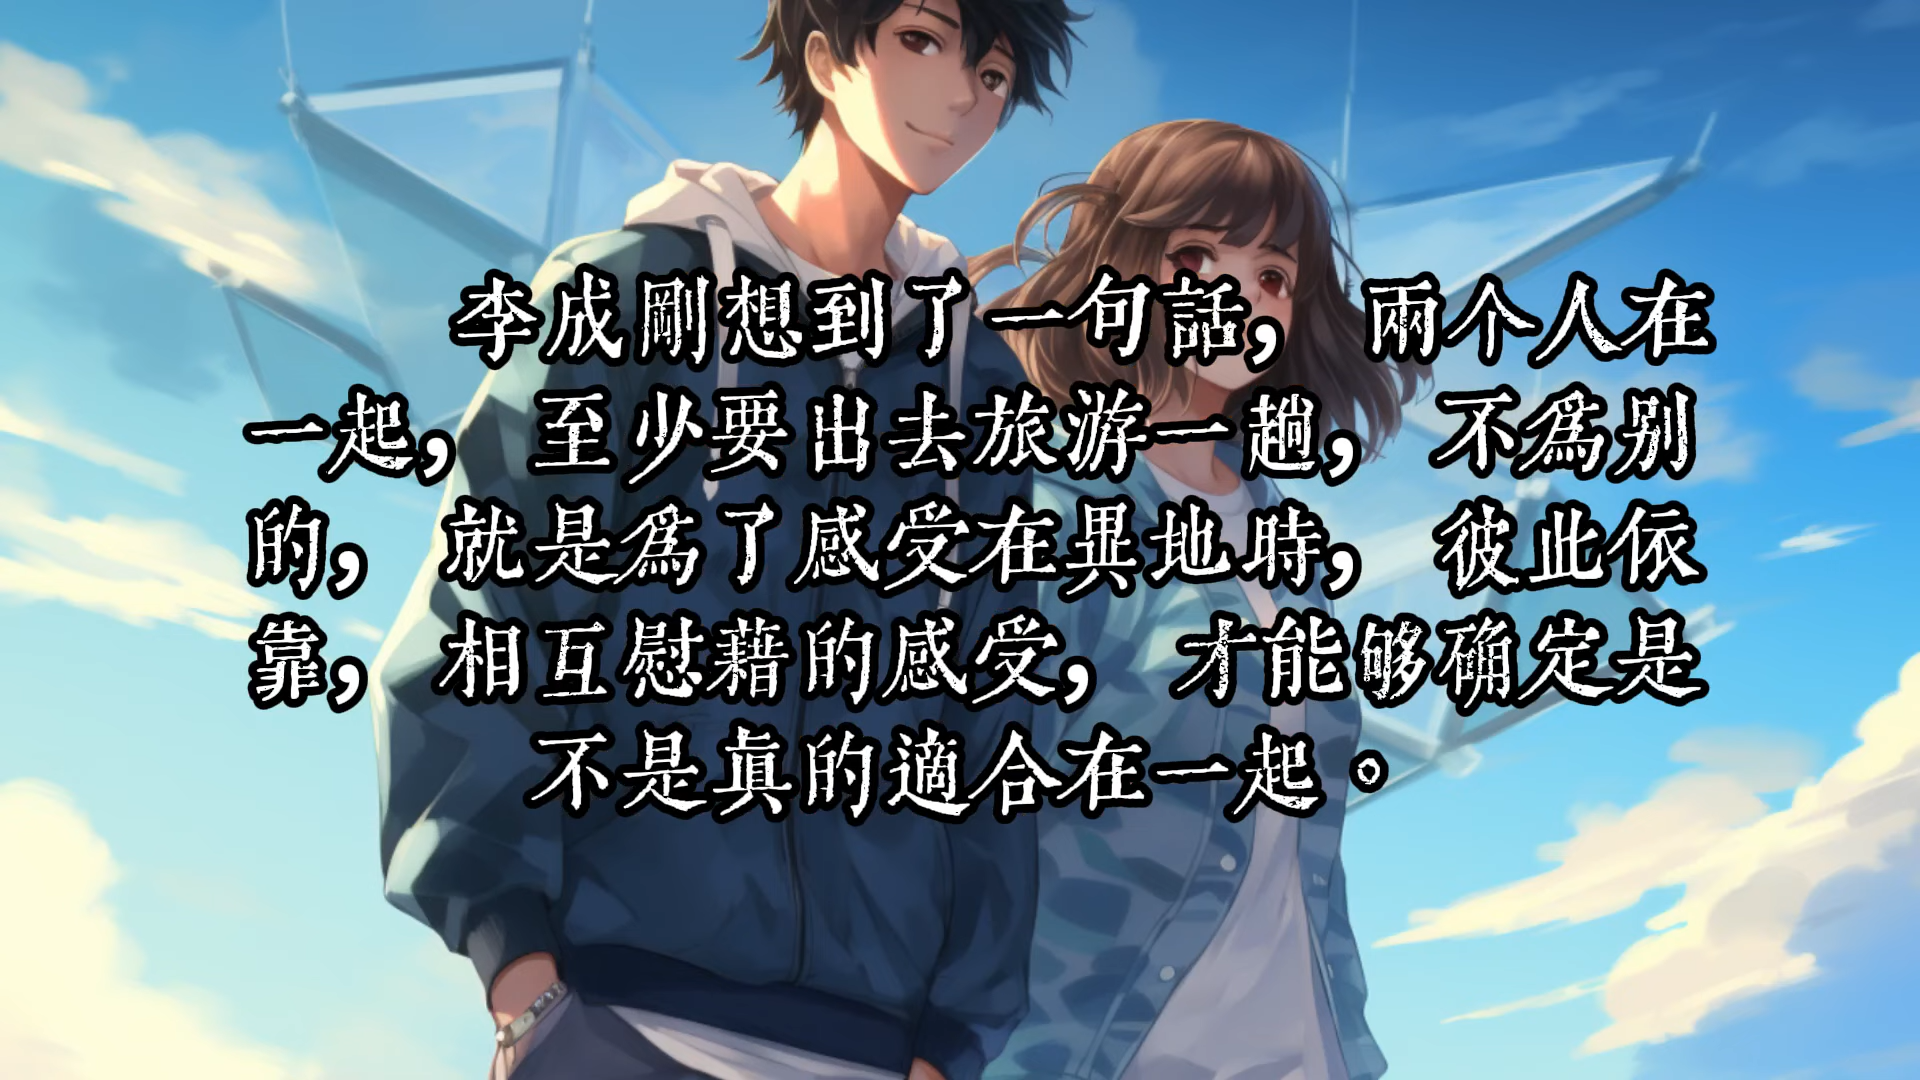 李成剛想到了一句話，兩个人在
一起，至少要出去旅游一趟，不爲别
的，就是爲了感受在異地時，彼此依
靠，相互慰藉的感受，才能够确定是
不是真的適合在一起。